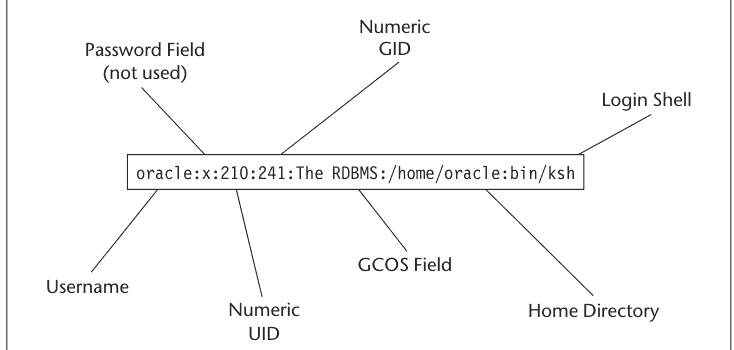 Numeric
GID
Password Field
(not used)
Login Shell
oracle:x:210:241:The RDBMS:/home/oracle:bin/ksh
GCOS Field
Username
Numeric
UID
Home Directory